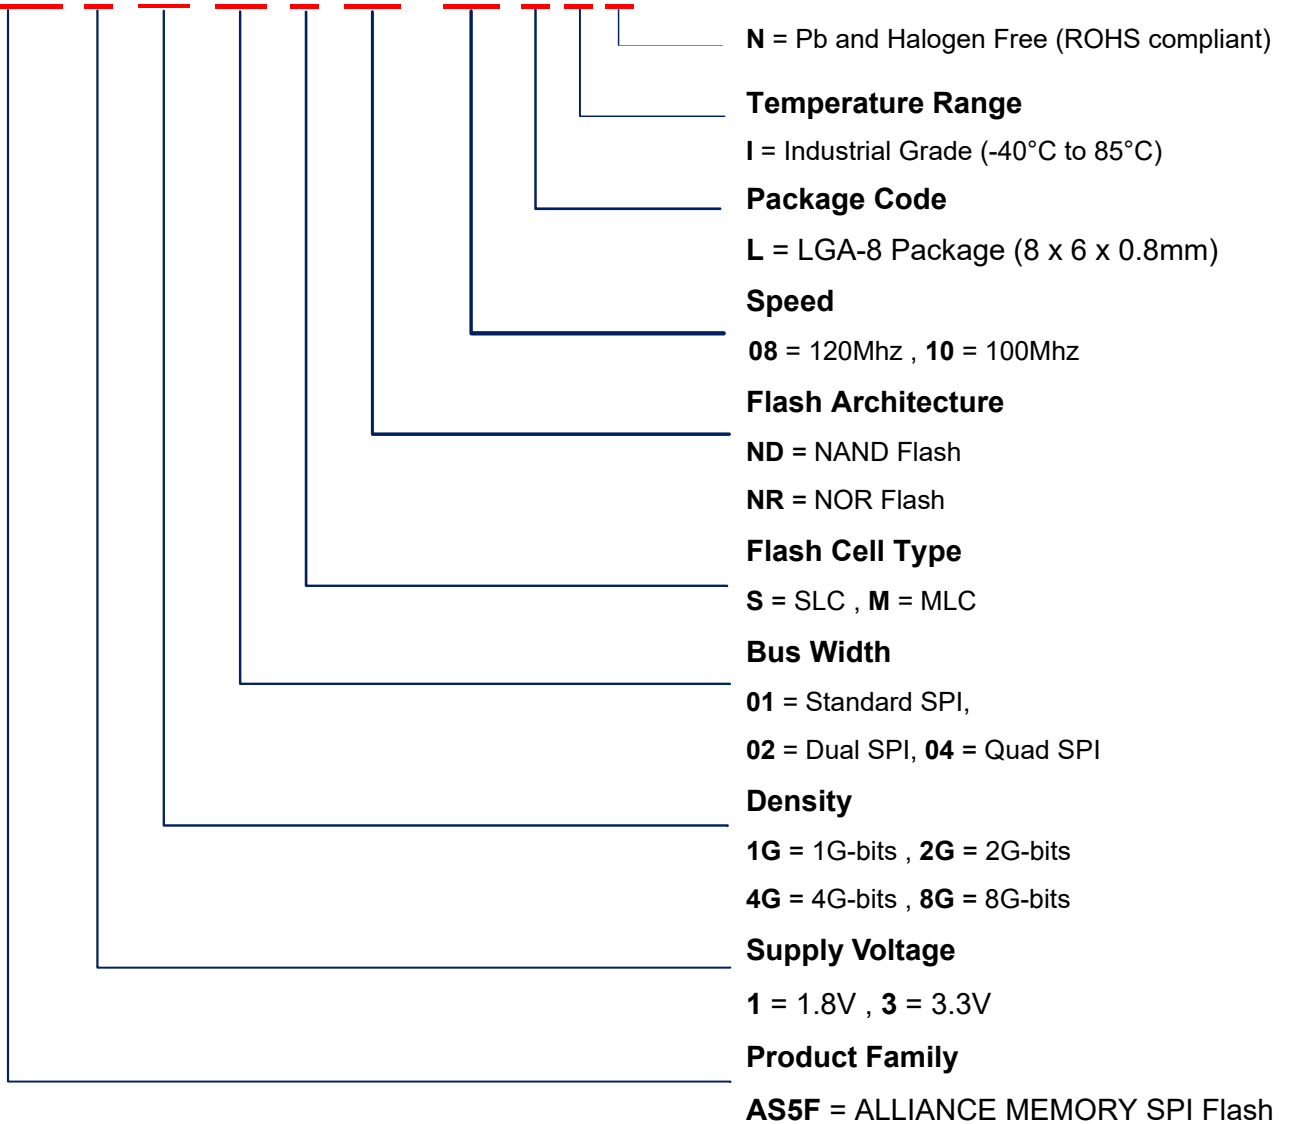 N = Pb and Halogen Free (ROHS compliant)
Temperature Range
I = Industrial Grade (-40°C to 85°C)
Package Code
L = LGA-8 Package (8 x 6 x 0.8mm)
Speed
08 = 120Mhz , 10 = 100Mhz
Flash Architecture
ND = NAND Flash
NR = NOR Flash
Flash Cell Type
S = SLC , M = MLC
Bus Width
01 = Standard SPI,
02 = Dual SPI, 04 = Quad SPI
Density
1G = 1G-bits , 2G = 2G-bits
4G = 4G-bits , 8G = 8G-bits
Supply Voltage
1 = 1.8V , 3 = 3.3V
Product Family
AS5F = ALLIANCE MEMORY SPI Flash